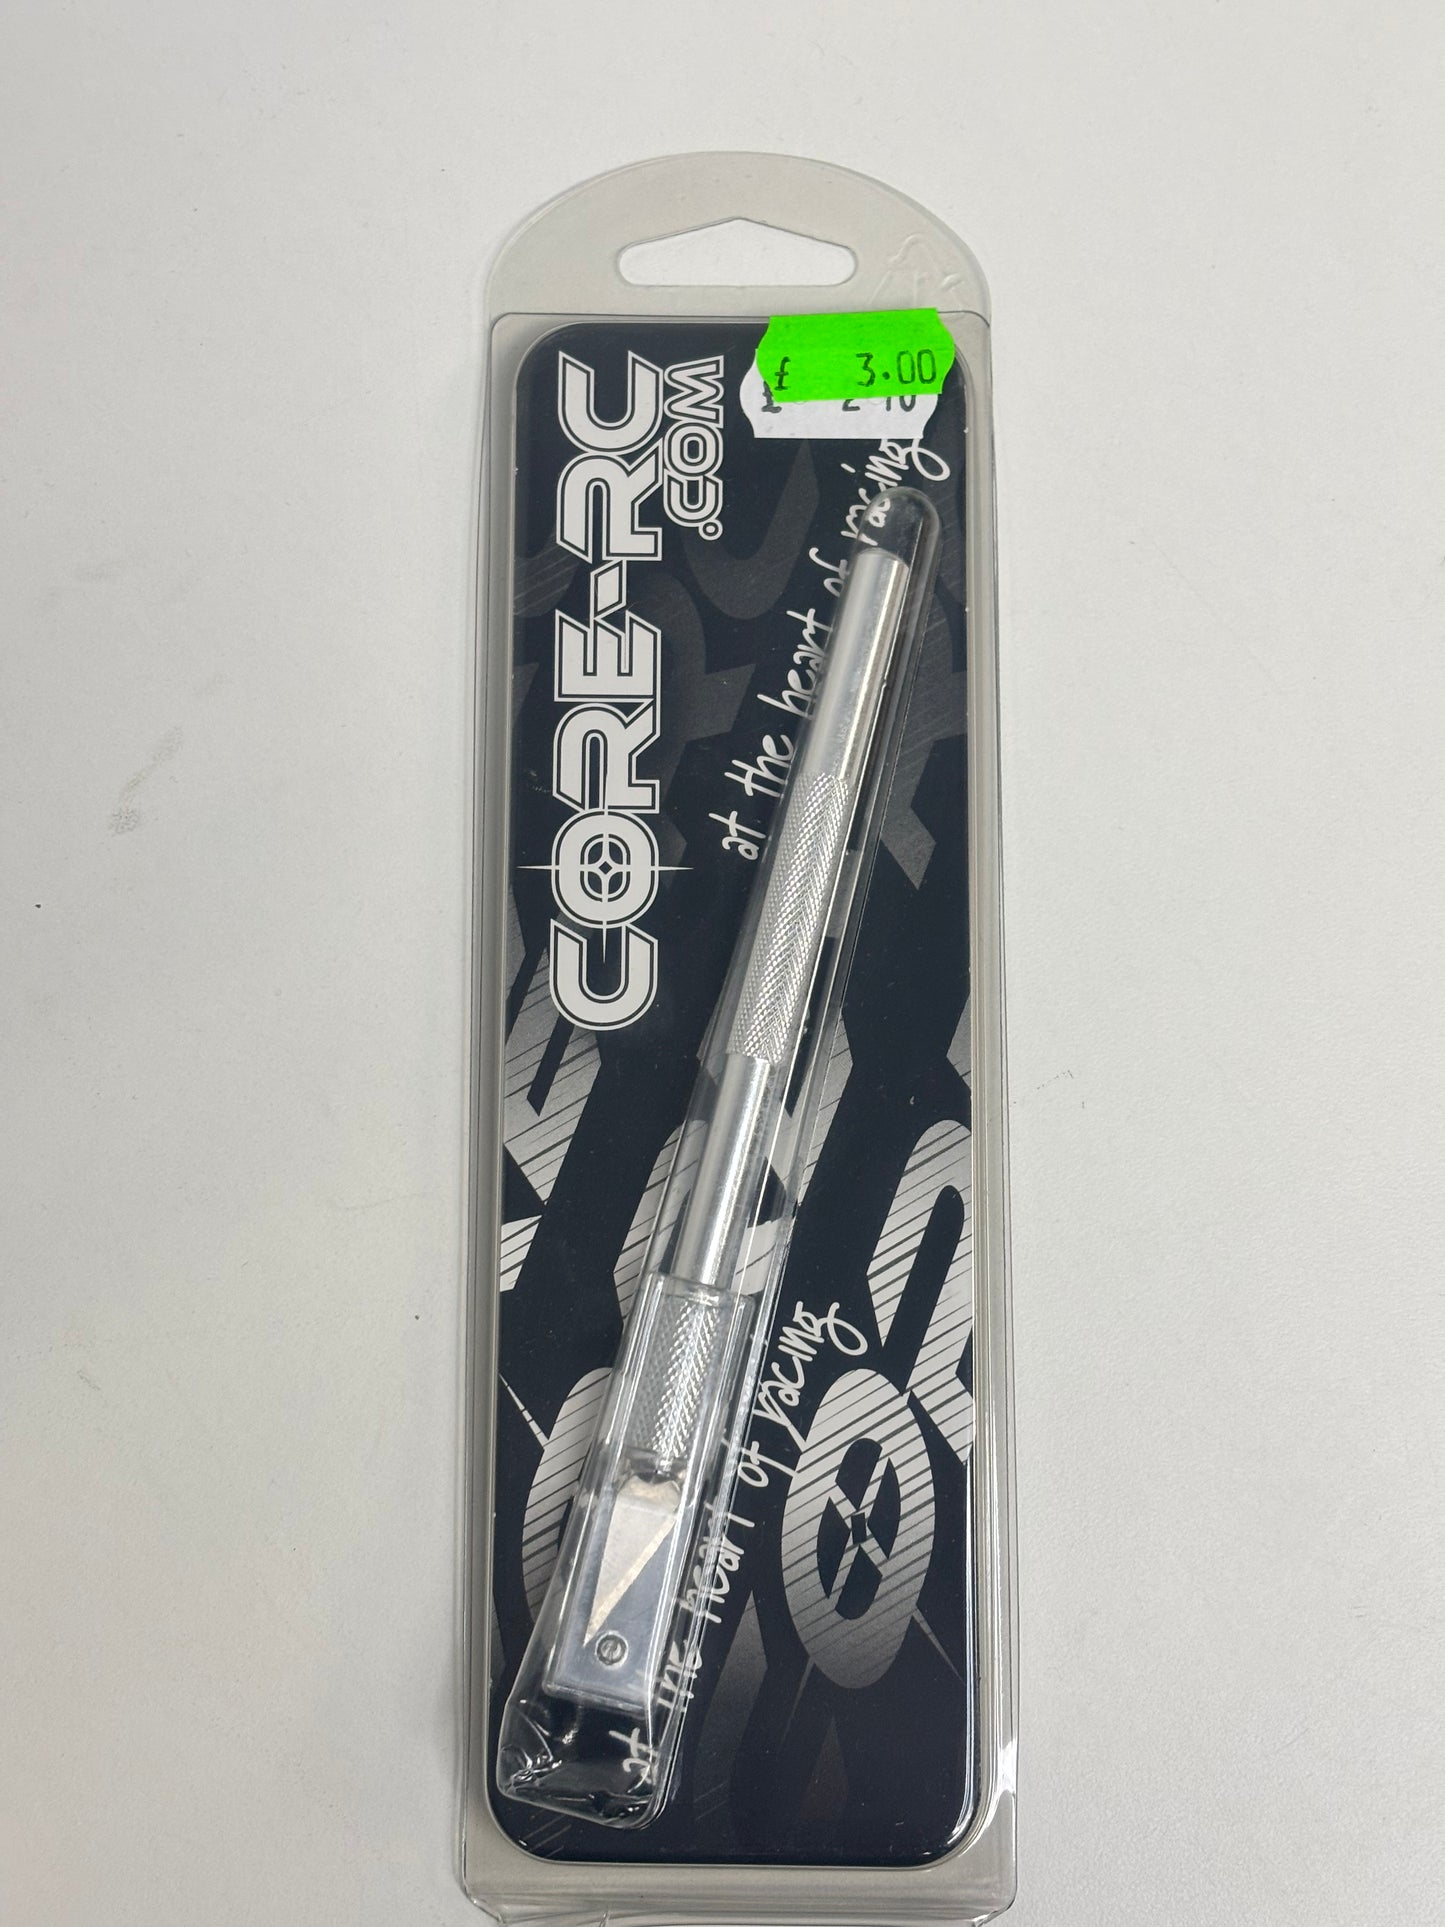 £ 3.00
CORE-RC
.COM
at the heart of racing
at the heart of racing
e